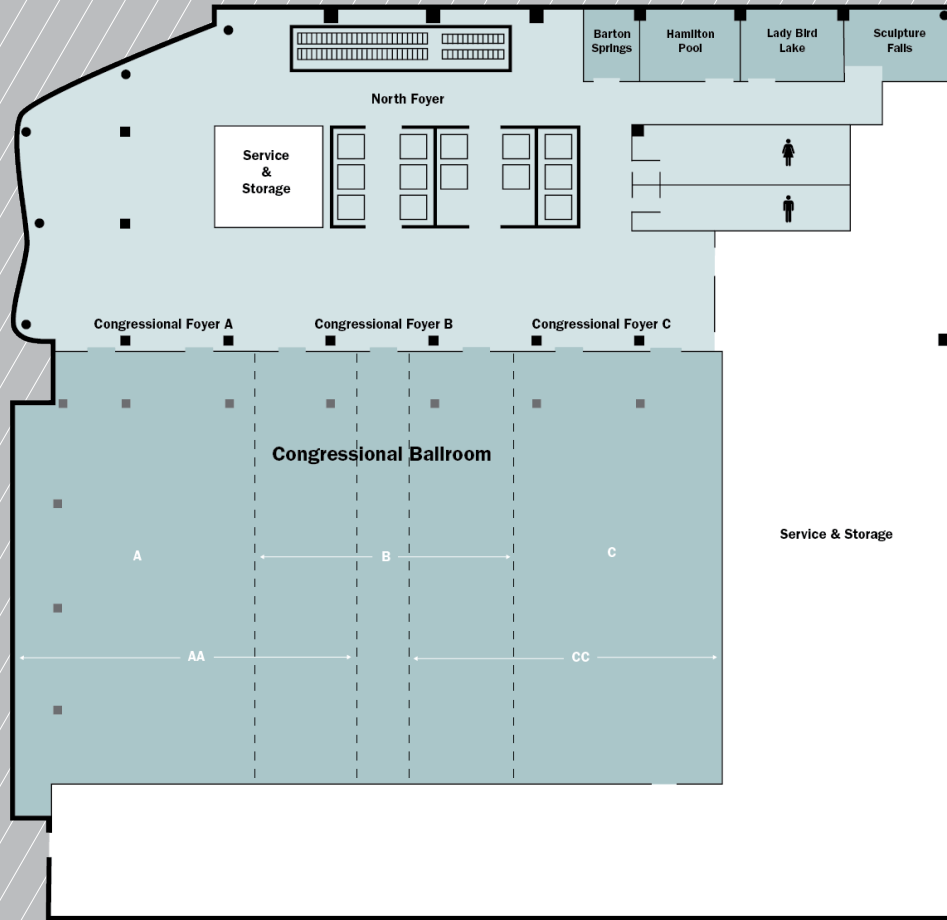 Barton
Springs
Hamilton
Pool
Lady Bird
Lake
Sculpture
Falls
North Foyer
Service
&
Storage
Congressional Foyer A
Congressional Foyer B
Congressional Foyer C
Congressional Ballroom
Service & Storage
A
B
C
AA
CC